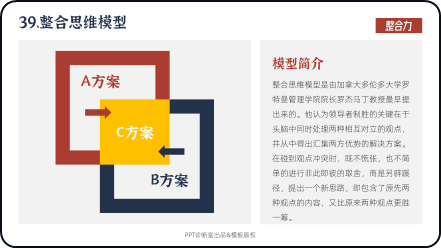 39.整合思维模型
整合力
A方案
C方案
B方案
模型简介
整合思维模型是由加拿大多伦多大学罗
特曼管理学院院长罗杰马丁教授最早提
出来的。他认为领导者制胜的关键在于
头脑中同时处理两种相互对立的观点，
并从中得出汇集两方优势的解决方案。
在碰到观点冲突时，既不慌张，也不简
单的进行非此即彼的取舍，而是另辟蹊
径，提出一个新思路，即包含了原先两
种观点的内容，又比原来两种观点更胜
一筹。
PPT诊断室出品&模板版权